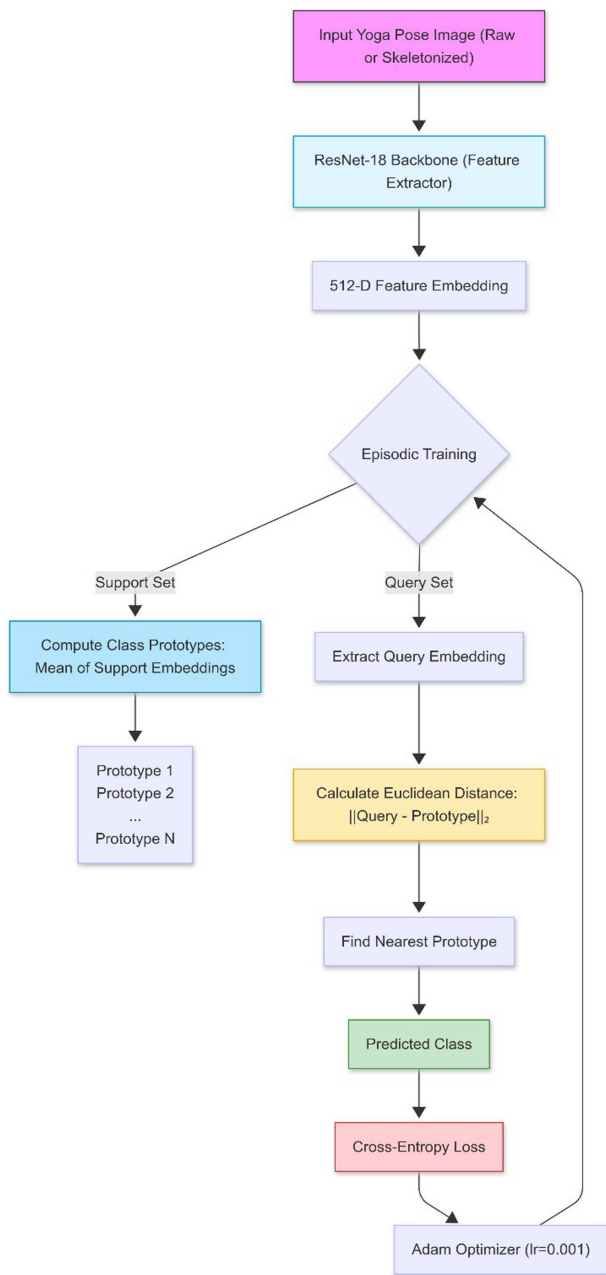 Input Yoga Pose Image (Raw
or Skeletonized)
ResNet-18 Backbone (Feature
Extractor)
512-D Feature Embedding
Episodic Training
Support Set
Query Set
Compute Class Prototypes:
Mean of Support Embeddings
Extract Query Embedding
Prototype 1
Prototype 2
...
Prototype N
Calculate Euclidean Distance:
||Query - Prototype||₂
Find Nearest Prototype
Predicted Class
Cross-Entropy Loss
Adam Optimizer (lr=0.001)